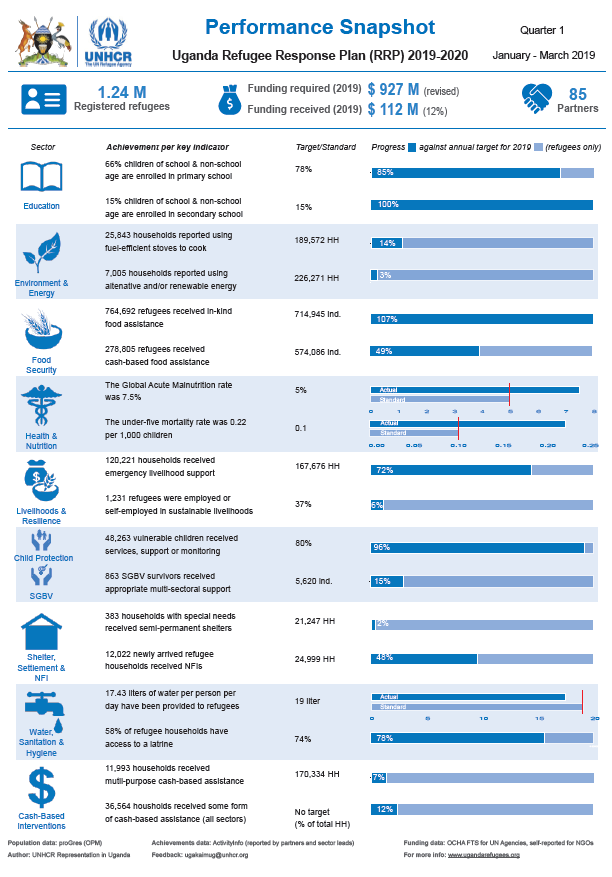 Performance Snapshot
Quarter 1
UNHCR
The UN Refugee Agency
Uganda Refugee Response Plan (RRP) 2019-2020
January - March 2019
1.24 M
Registered refugees
Funding required (2019) $ 927 M (revised)
Funding received (2019) $ 112 M (12%)
85
Partners
Sector Achievement per key indicator Target/Standard Progress against annual target for 2019 (refugees only)
Education
66% children of school & non-school
age are enrolled in primary school
78%
85%
15% children of school & non-school
age are enrolled in secondary school
15%
100%
Environment &
Energy
25,843 households reported using
fuel-efficient stoves to cook
189,572 HH
14%
7,005 households reported using
altenative and/or renewable energy
226,271 HH
3%
Food
Security
764,692 refugees received in-kind
food assistance
714,945 Ind.
107%
278,805 refugees received
cash-based food assistance
574,086 Ind.
49%
Health &
Nutrition
The Global Acute Malnutrition rate
was 7.5%
5%
Actual
Standard
0 1 2 3 4 5 6 7 8
The under-five mortality rate was 0.22
per 1,000 children
0.1
Actual
Standard
0.00 0.05 0.10 0.15 0.20 0.25
Livelihoods &
Resilience
120,221 households received
emergency livelihood support
167,676 HH
72%
1,231 refugees were employed or
self-employed in sustainable livelihoods
37%
6%
Child Protection
48,263 vulnerable children received
services, support or monitoring
80%
96%
SGBV
863 SGBV survivors received
appropriate multi-sectoral support
5,620 Ind.
15%
Shelter,
Settlement &
NFI
383 households with special needs
received semi-permanent shelters
21,247 HH
2%
12,022 newly arrived refugee
households received NFIs
24,999 HH
48%
Water,
Sanitation &
Hygiene
17.43 liters of water per person per
day have been provided to refugees
19 liter
Actual
Standard
0 5 10 15 20
58% of refugee households have
access to a latrine
74%
78%
Cash-Based
Interventions
11,993 households received
mutil-purpose cash-based assistance
170,334 HH
7%
36,564 housholds received some form
of cash-based assistance (all sectors)
No target
(% of total HH)
12%
Population data: proGres (OPM) Achievements data: ActivityInfo (reported by partners and sector leads) Funding data: OCHA FTS for UN Agencies, self-reported for NGOs
Author: UNHCR Representation in Uganda Feedback: ugakaimug@unhcr.org For more info: www.ugandarefugees.org